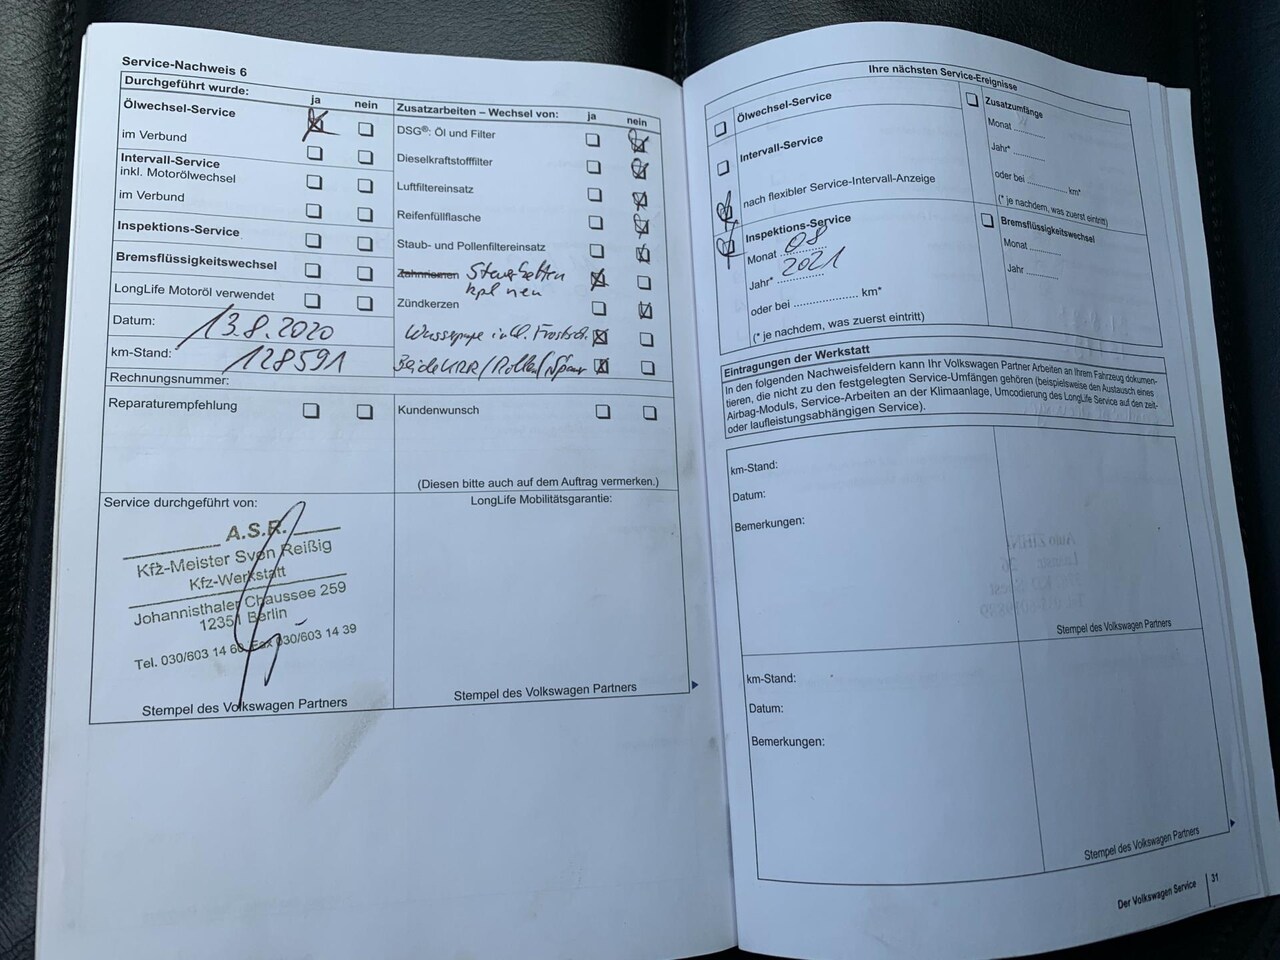 Service-Nachweis 6
Durchgeführt wurde:
ja nein
Ölwechsel-Service
im Verbund
Intervall-Service
inkl. Motorölwechsel
im Verbund
Inspektions-Service
Bremsflüssigkeitswechsel
LongLife Motoröl verwendet
Datum: 13.8.2020
km-Stand: 128591
Rechnungsnummer:
Reparaturempfehlung
Zusatzarbeiten – Wechsel von: ja nein
DSG®: Öl und Filter
Dieselkraftstofffilter
Luftfiltereinsatz
Reifenfüllflasche
Staub- und Pollenfiltereinsatz
Zahnriemen
kpl neu
Zündkerzen
Kundenwunsch
(Diesen bitte auch auf dem Auftrag vermerken.)
Service durchgeführt von:
A.S.R.
Kfz-Meister Sven Reißig
Kfz-Werkstatt
Johannisthaler Chaussee 259
12351 Berlin
Tel. 030/603 14 60 Fax 030/603 14 39
Stempel des Volkswagen Partners
LongLife Mobilitätsgarantie:
Stempel des Volkswagen Partners
Ihre nächsten Service-Ereignisse
Ölwechsel-Service
Intervall-Service
nach flexibler Service-Intervall-Anzeige
Inspektions-Service
Monat 08
Jahr* 2021
oder bei .................... km*
(* je nachdem, was zuerst eintritt)
Zusatzumfänge
Monat ..........
Jahr* ..........
oder bei ............. km*
(* je nachdem, was zuerst eintritt)
Bremsflüssigkeitswechsel
Monat ..........
Jahr ..........
Eintragungen der Werkstatt
In den folgenden Nachweisfeldern kann Ihr Volkswagen Partner Arbeiten an Ihrem Fahrzeug dokumen-
tieren, die nicht zu den festgelegten Service-Umfängen gehören (beispielsweise den Austausch eines
Airbag-Moduls, Service-Arbeiten an der Klimaanlage, Umcodierung des LongLife Service auf den zeit-
oder laufleistungsabhängigen Service).
km-Stand:
Datum:
Bemerkungen:
Stempel des Volkswagen Partners
km-Stand:
Datum:
Bemerkungen:
Stempel des Volkswagen Partners
Der Volkswagen Service 31